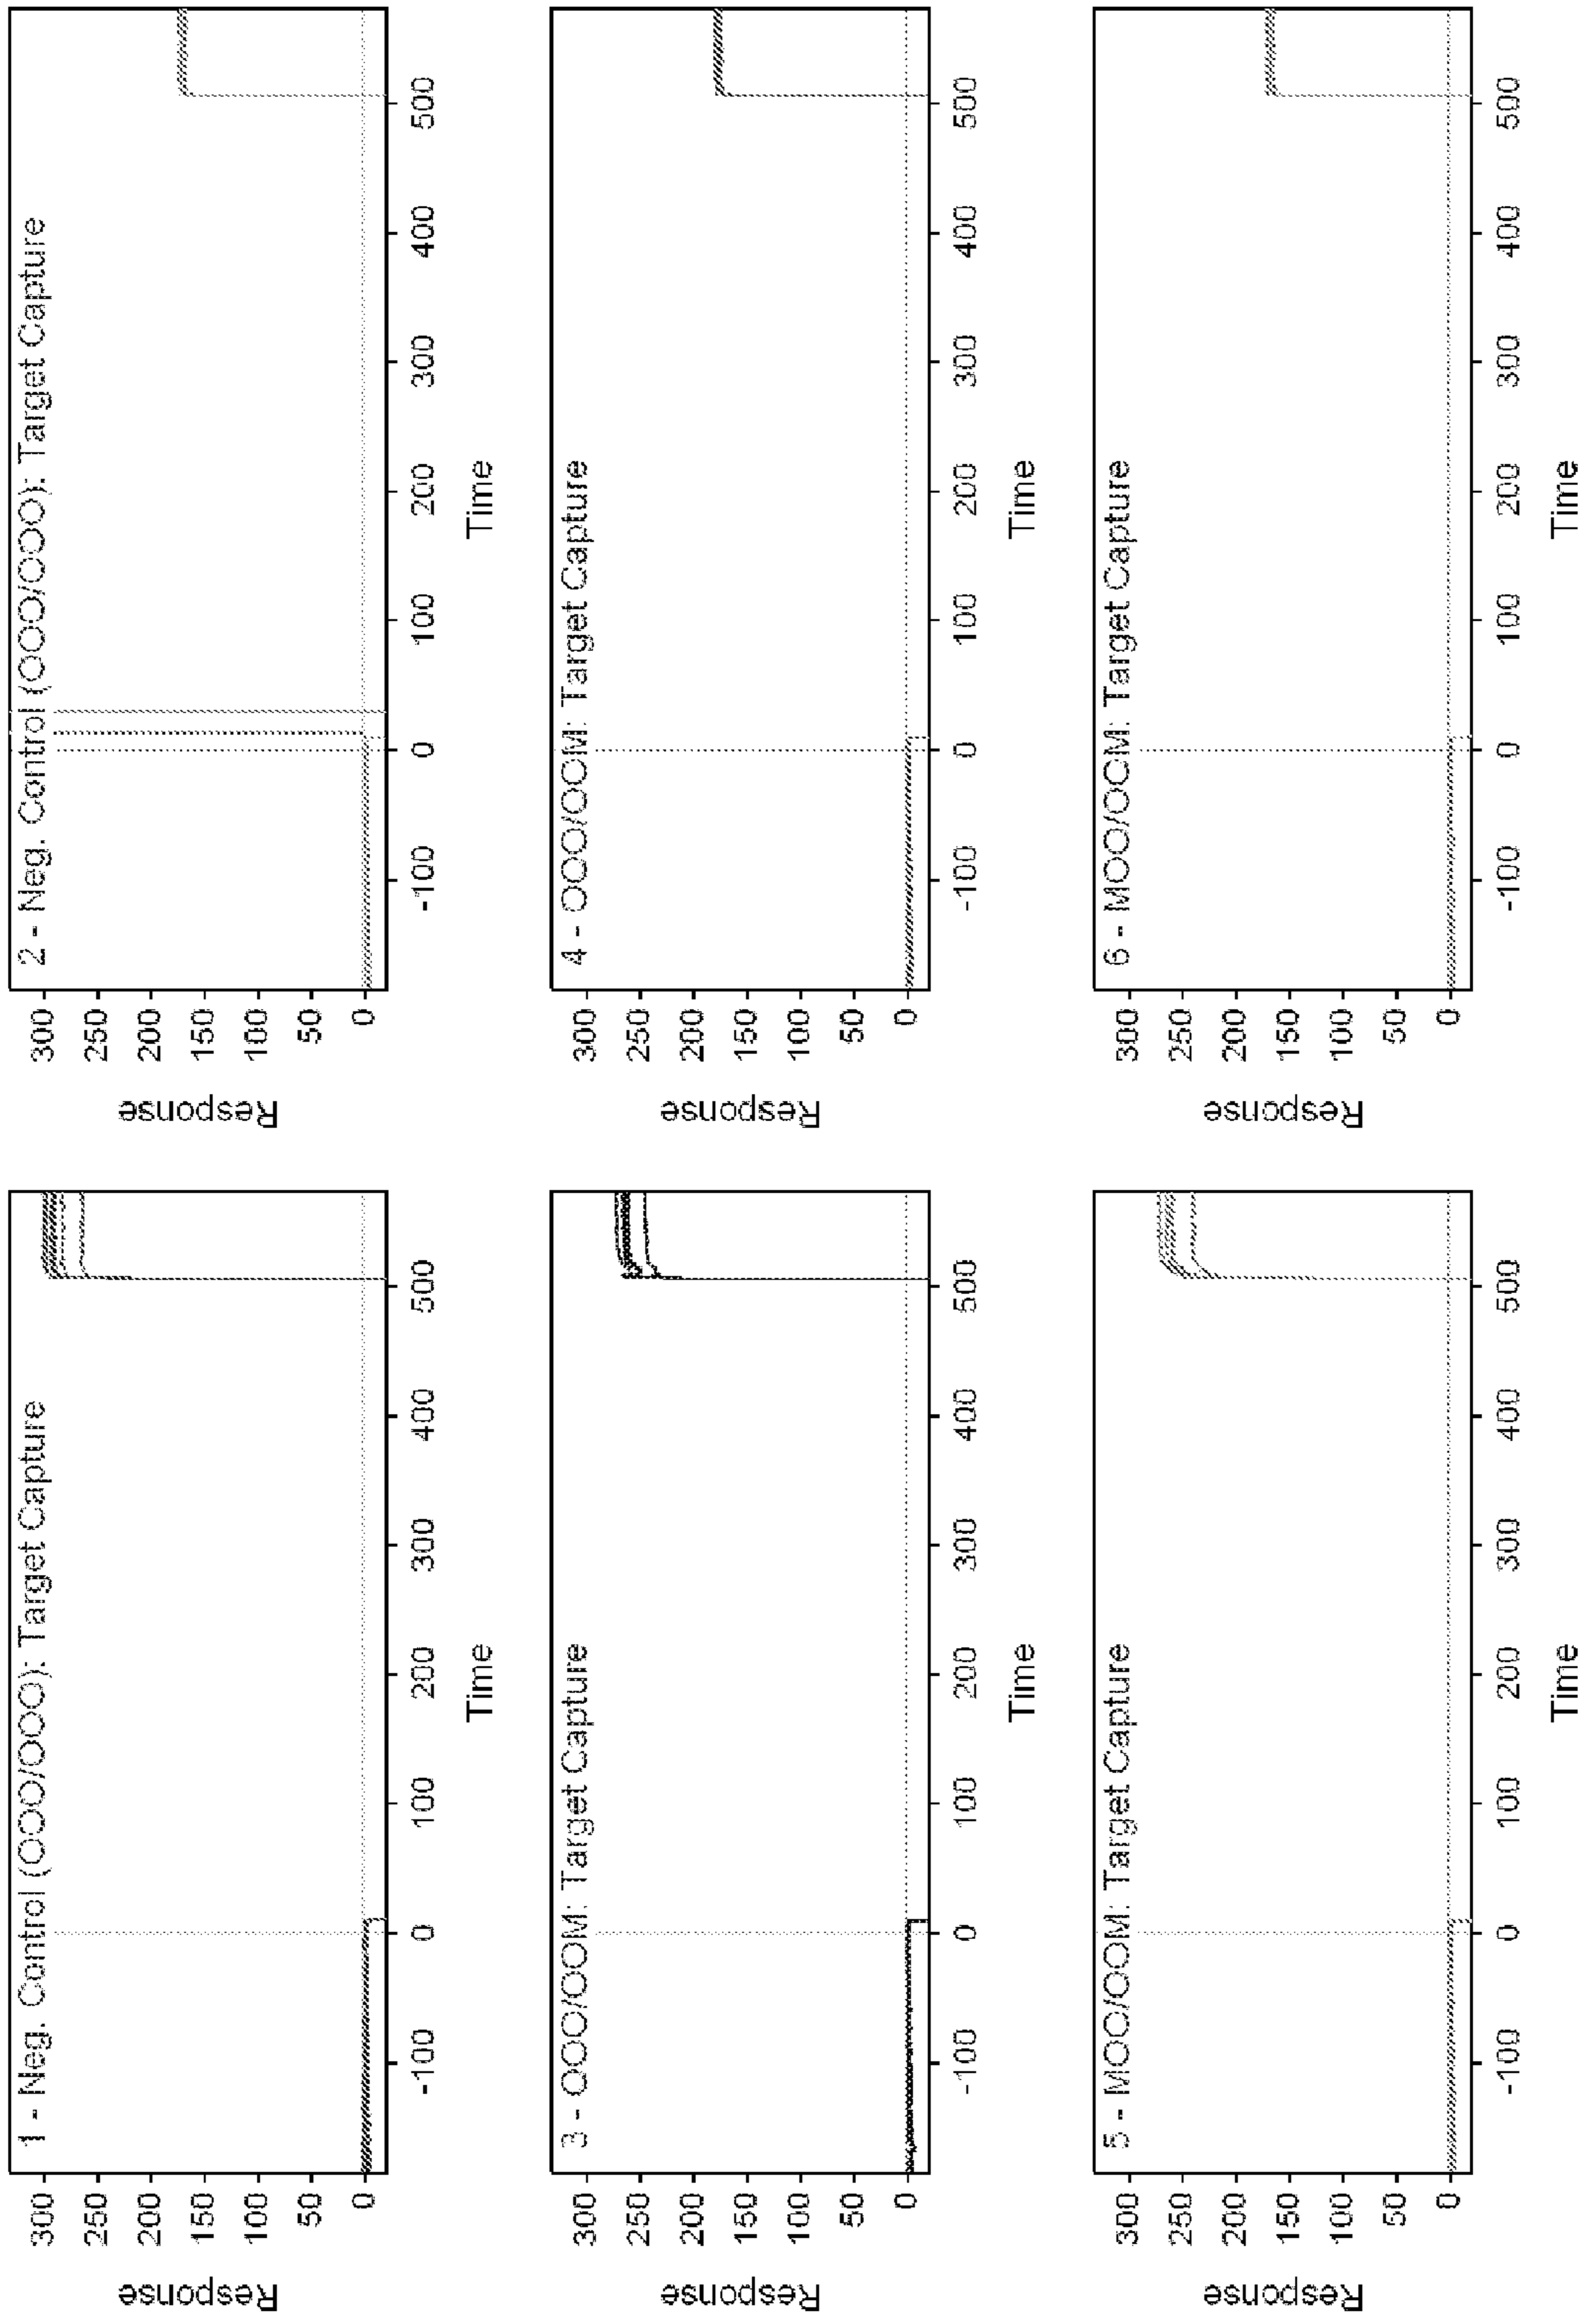 1 - Neg. Control (OOO/OOO): Target Capture
Response
300
250
200
150
100
50
0
-100 0 100 200 300 400 500
Time
2 - Neg. Control (OOO/OOO): Target Capture
Response
300
250
200
150
100
50
0
-100 0 100 200 300 400 500
Time
3 - OOO/OOM: Target Capture
Response
300
250
200
150
100
50
0
-100 0 100 200 300 400 500
Time
4 - OOO/OOM: Target Capture
Response
300
250
200
150
100
50
0
-100 0 100 200 300 400 500
Time
5 - MOO/OOM: Target Capture
Response
300
250
200
150
100
50
0
-100 0 100 200 300 400 500
Time
6 - MOO/OOM: Target Capture
Response
300
250
200
150
100
50
0
-100 0 100 200 300 400 500
Time